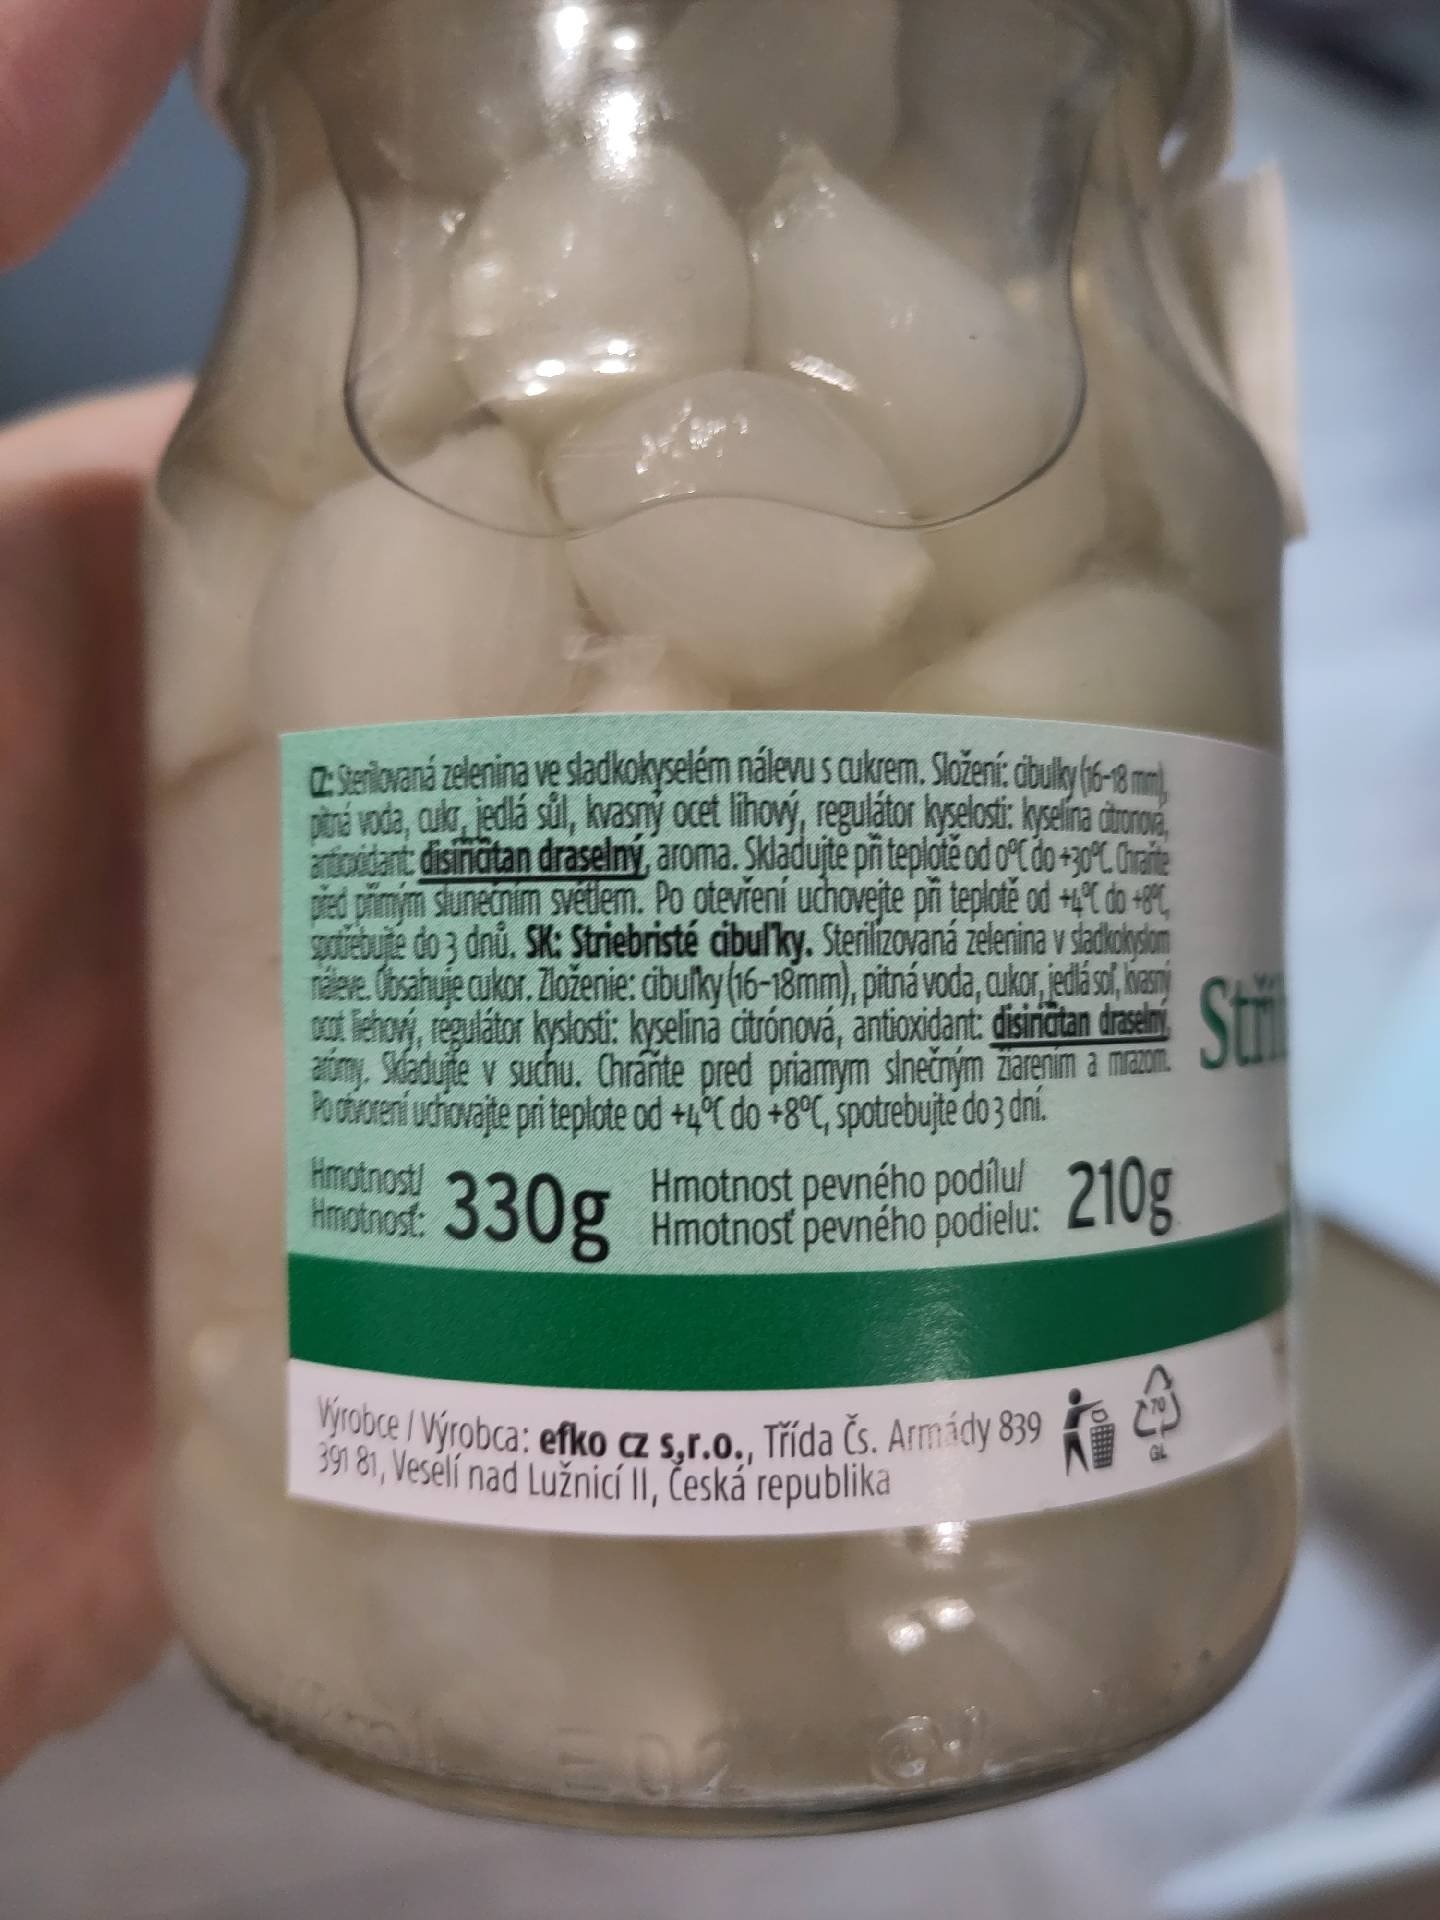 CZ: Sterilovaná zelenina ve sladkokyselém nálevu s cukrem. Složení: cibulky (16-18 mm),
pitná voda, cukr, jedlá sůl, kvasný ocet lihový, regulátor kyselosti: kyselina citronová,
antioxidant: disiřičitan draselný, aroma. Skladujte při teplotě od 0°C do +30°C. Chraňte
před přímým slunečním světlem. Po otevření uchovejte při teplotě od +4°C do +8°C,
spotřebujte do 3 dnů. SK: Striebristé cibuľky. Sterilizovaná zelenina v sladkokyslom
náleve. Obsahuje cukor. Zloženie: cibuľky (16-18mm), pitná voda, cukor, jedlá soľ, kvasný
ocot liehový, regulátor kyslosti: kyselina citrónová, antioxidant: disiričitan draselný,
arómy. Skladujte v suchu. Chráňte pred priamym slnečným žiarením a mrazom.
Po otvorení uchovajte pri teplote od +4°C do +8°C, spotrebujte do 3 dní.
Hmotnost/
Hmotnosť: 330g
Hmotnost pevného podílu/
Hmotnosť pevného podielu: 210g
Výrobce / Výrobca: efko cz s,r.o., Třída Čs. Armády 839
391 81, Veselí nad Lužnicí II, Česká republika
70
GL
Stří